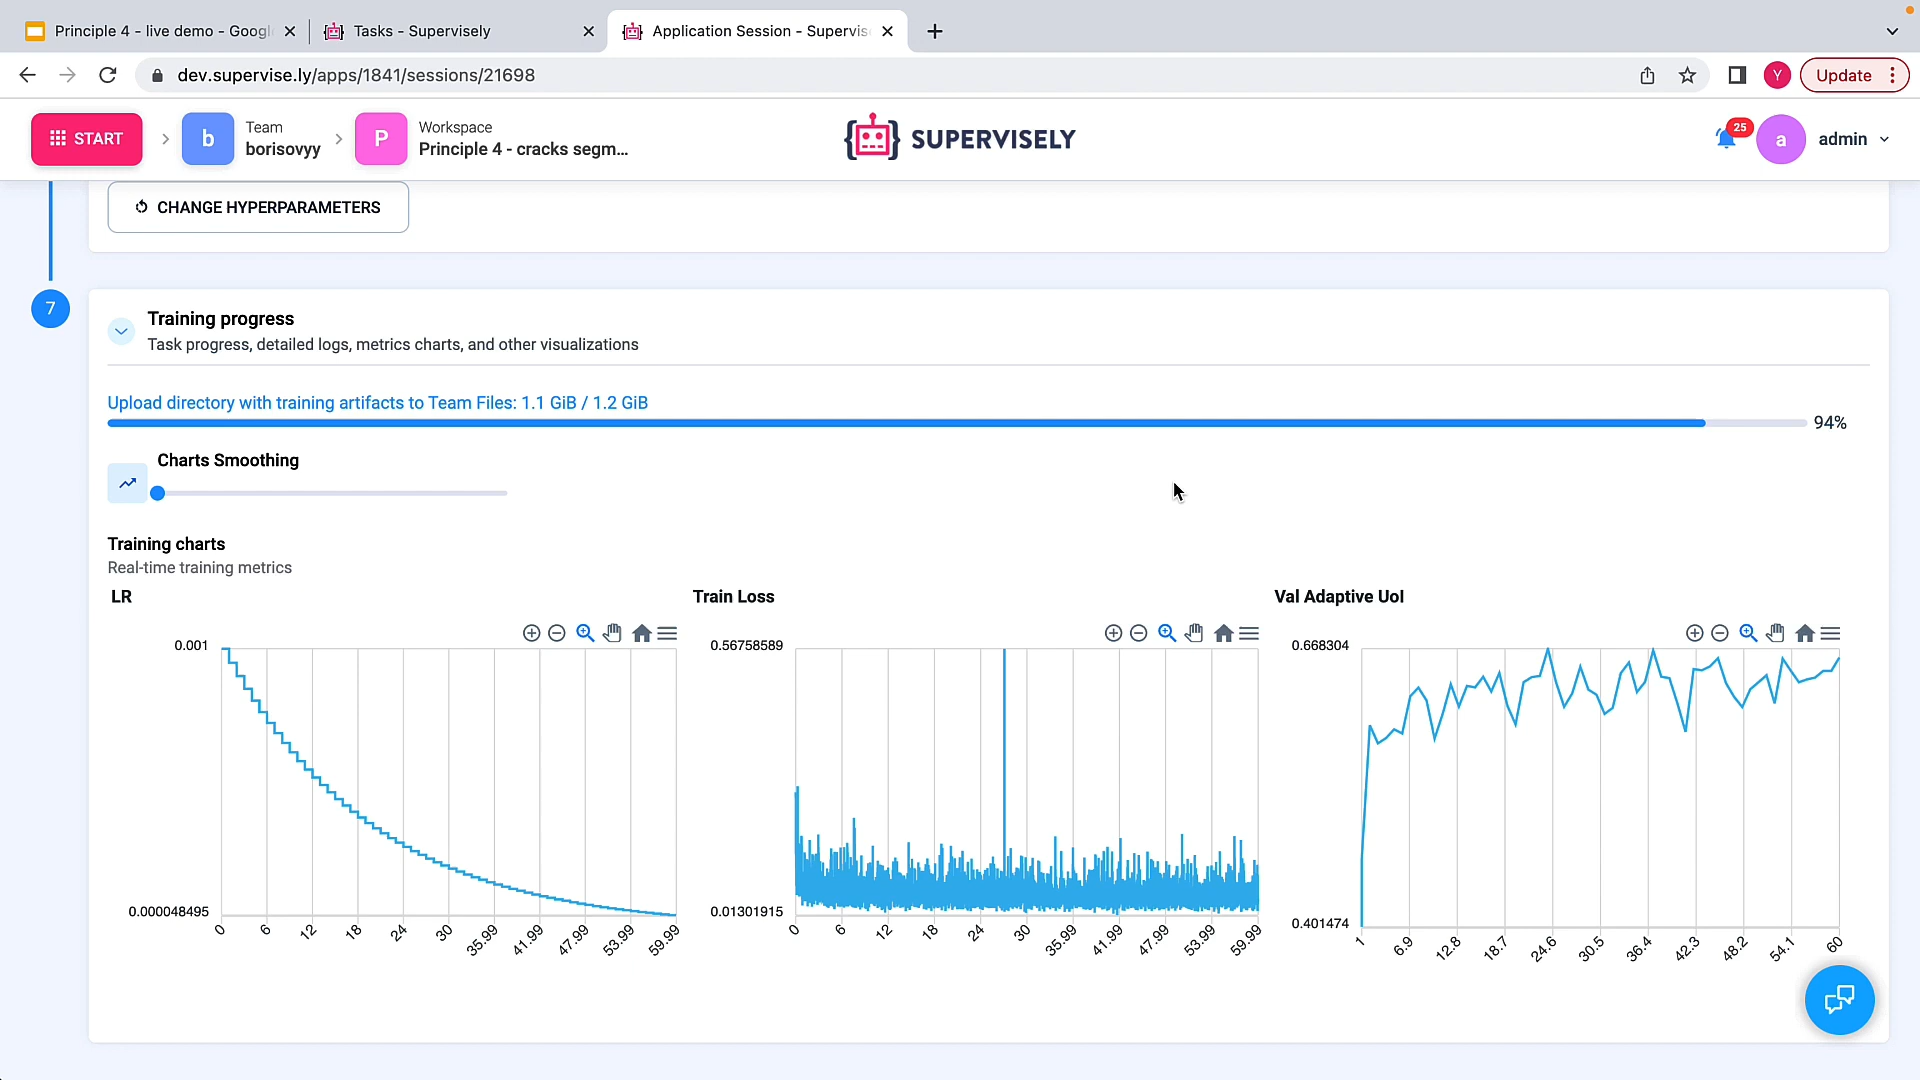 Principle 4 - live demo - Googl
Tasks - Supervisely
Application Session - Supervis
dev.supervise.ly/apps/1841/sessions/21698
Y
Update
START
b
Team
borisovyy
P
Workspace
Principle 4 - cracks segm...
SUPERVISELY
25
a
admin
CHANGE HYPERPARAMETERS
7
Training progress
Task progress, detailed logs, metrics charts, and other visualizations
Upload directory with training artifacts to Team Files: 1.1 GiB / 1.2 GiB
94%
Charts Smoothing
Training charts
Real-time training metrics
LR
0.001
0.000048495
0 6 12 18 24 30 35.99 41.99 47.99 53.99 59.99
Train Loss
0.56758589
0.01301915
0 6 12 18 24 30 35.99 41.99 47.99 53.99 59.99
Val Adaptive UoI
0.668304
0.401474
1 6.9 12.8 18.7 24.6 30.5 36.4 42.3 48.2 54.1 60